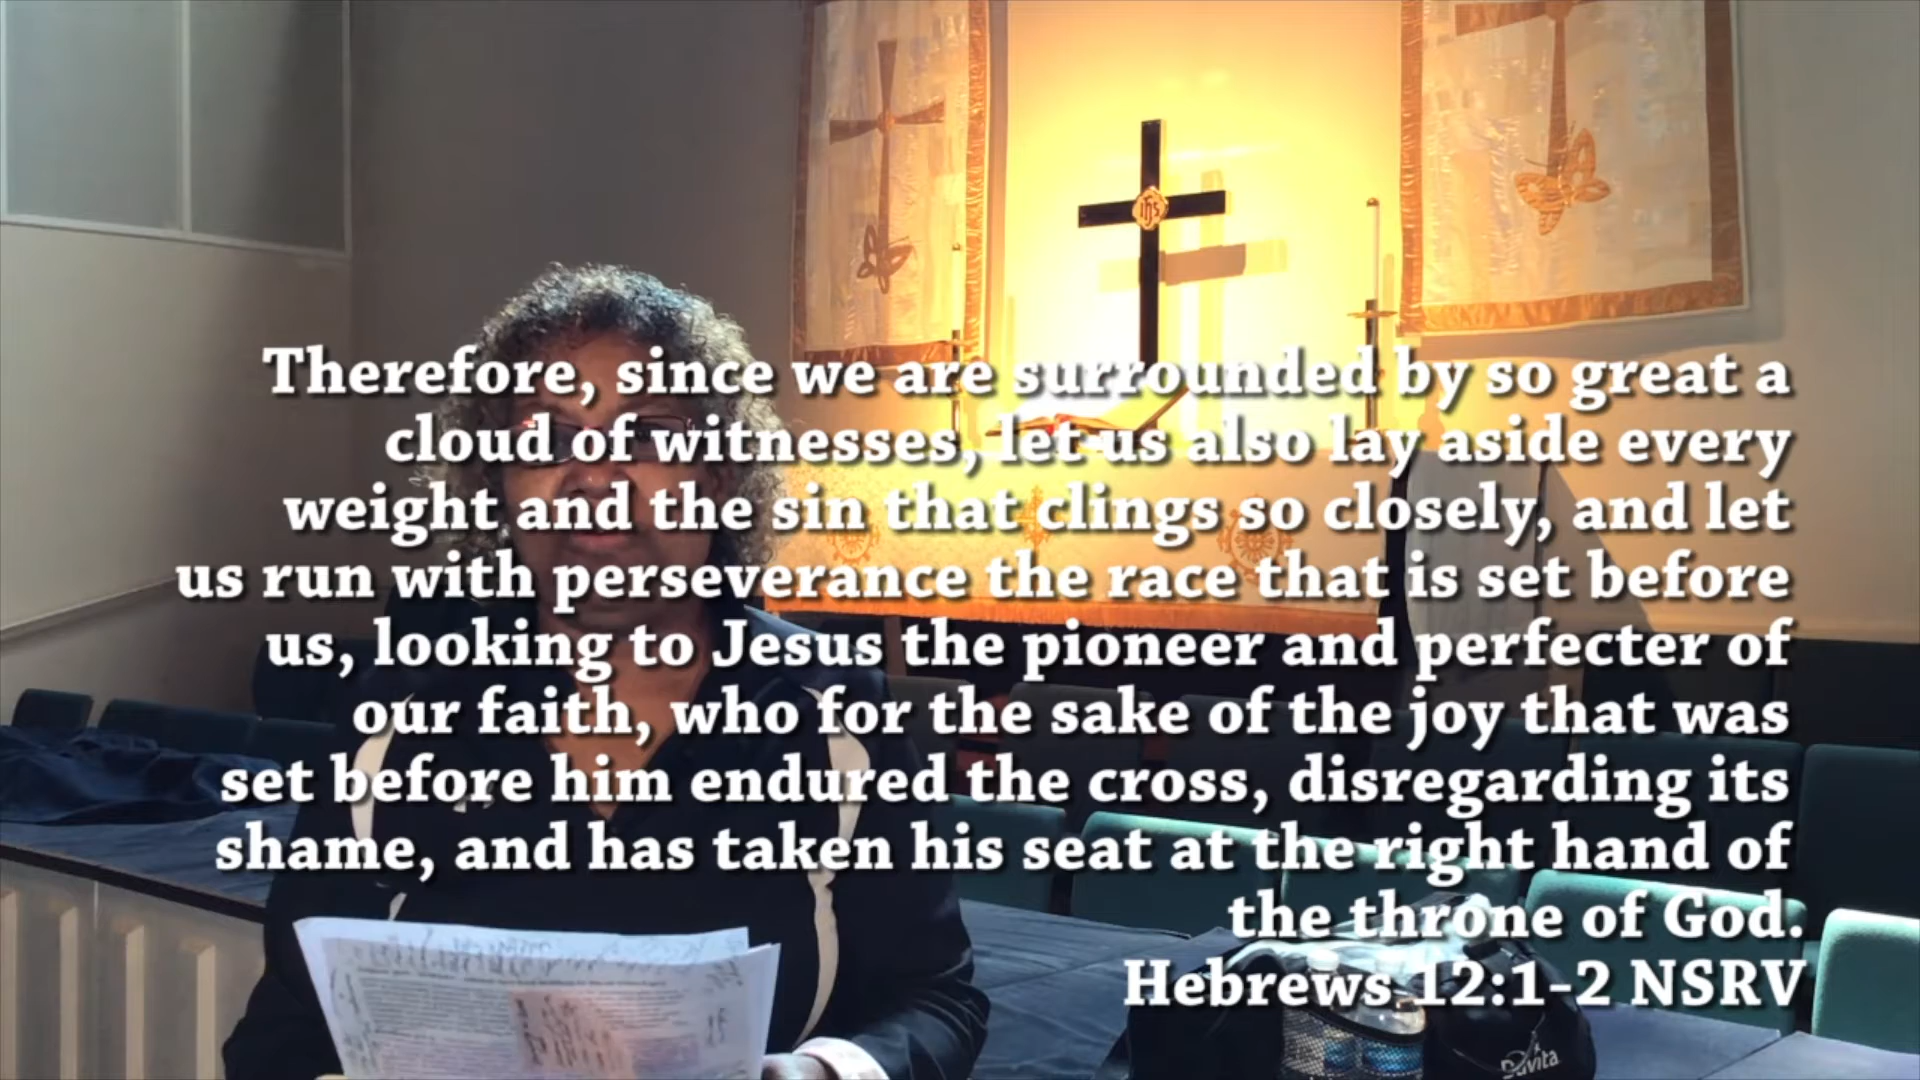 Therefore, since we are surrounded by so great a
cloud of witnesses, let us also lay aside every
weight and the sin that clings so closely, and let
us run with perseverance the race that is set before
us, looking to Jesus the pioneer and perfecter of
our faith, who for the sake of the joy that was
set before him endured the cross, disregarding its
shame, and has taken his seat at the right hand of
the throne of God.
Hebrews 12:1-2 NSRV
IHS
DaVita